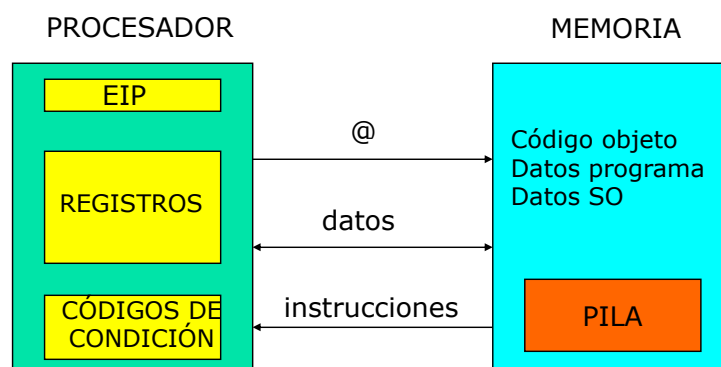 PROCESADOR
MEMORIA
EIP
REGISTROS
CÓDIGOS DE
CONDICIÓN
@
datos
instrucciones
Código objeto
Datos programa
Datos SO
PILA